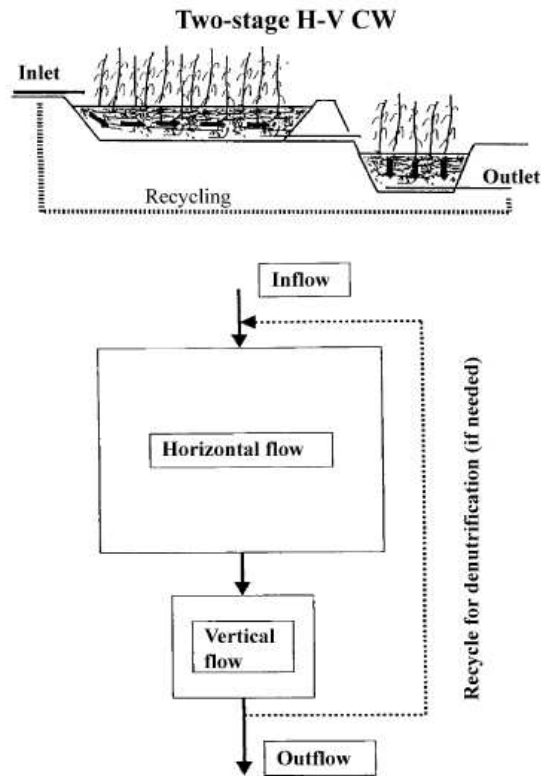 Two-stage H-V CW
Inlet
Outlet
Recycling
Inflow
Horizontal flow
Recycle for denutrification (if needed)
Vertical
flow
Outflow